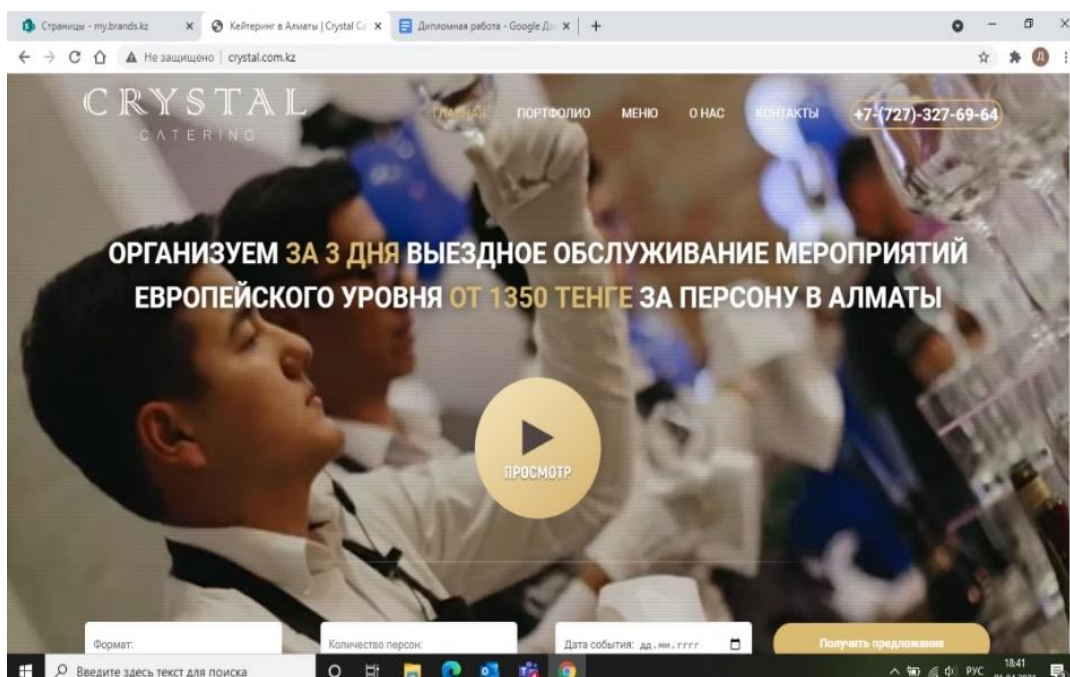 Страницы - my.brands.kz
Кейтеринг в Алматы | Crystal Ca
Дипломная работа - Google До
Не защищено | crystal.com.kz
Д
CRYSTAL
CATERING
ГЛАВНАЯ ПОРТФОЛИО МЕНЮ О НАС КОНТАКТЫ +7-(727)-327-69-64
ОРГАНИЗУЕМ ЗА 3 ДНЯ ВЫЕЗДНОЕ ОБСЛУЖИВАНИЕ МЕРОПРИЯТИЙ
ЕВРОПЕЙСКОГО УРОВНЯ ОТ 1350 ТЕНГЕ ЗА ПЕРСОНУ В АЛМАТЫ
ПРОСМОТР
Формат: Количество персон: Дата события: дд.мм.гггг Получить предложение
Введите здесь текст для поиска РУС 18:41